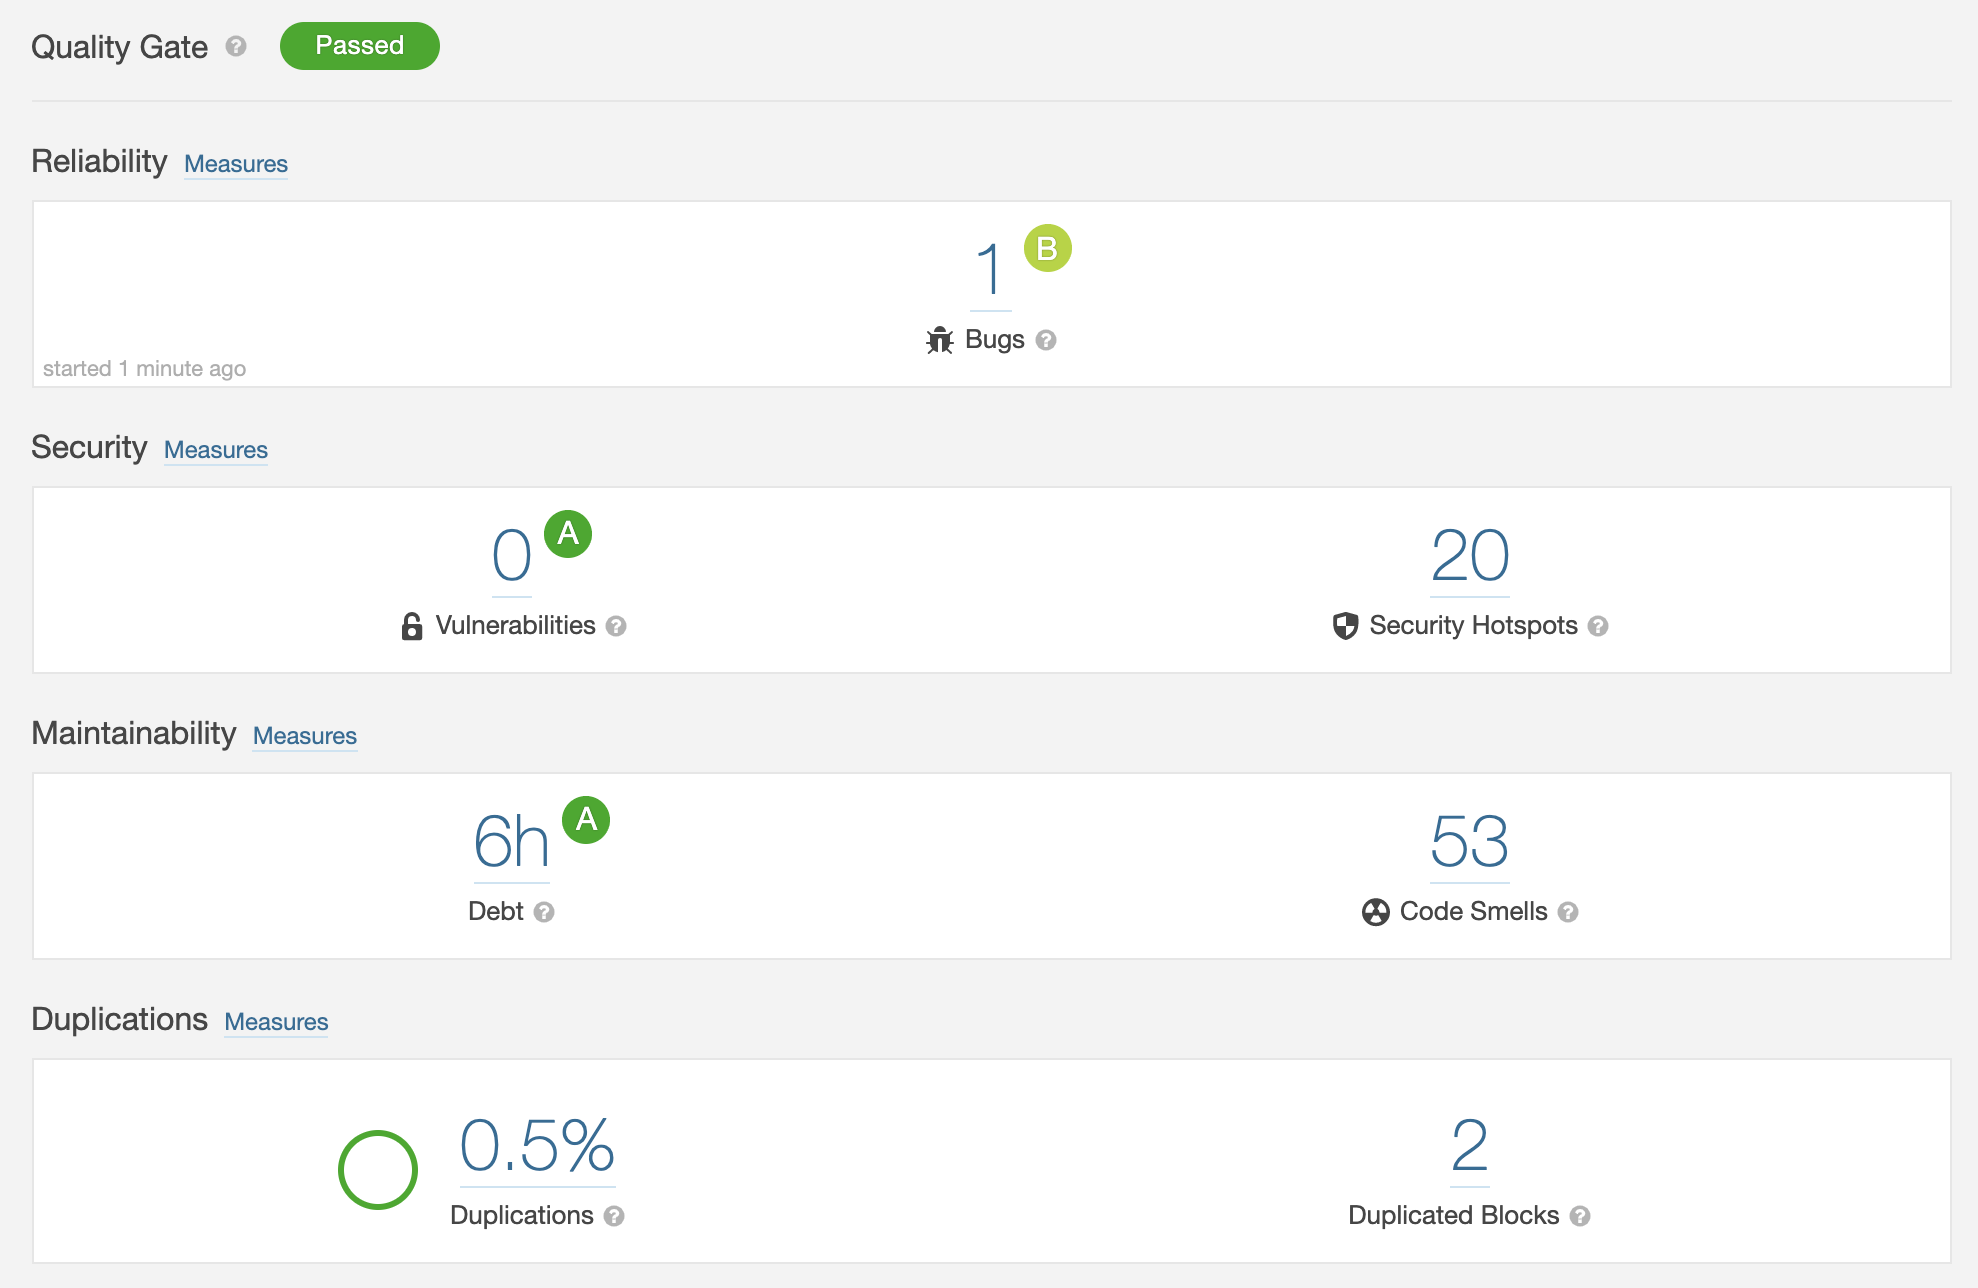 Quality Gate ? Passed
Reliability Measures
1 B
Bugs ?
started 1 minute ago
Security Measures
0 A
Vulnerabilities ?
20
Security Hotspots ?
Maintainability Measures
6h A
Debt ?
53
Code Smells ?
Duplications Measures
0.5%
Duplications ?
2
Duplicated Blocks ?